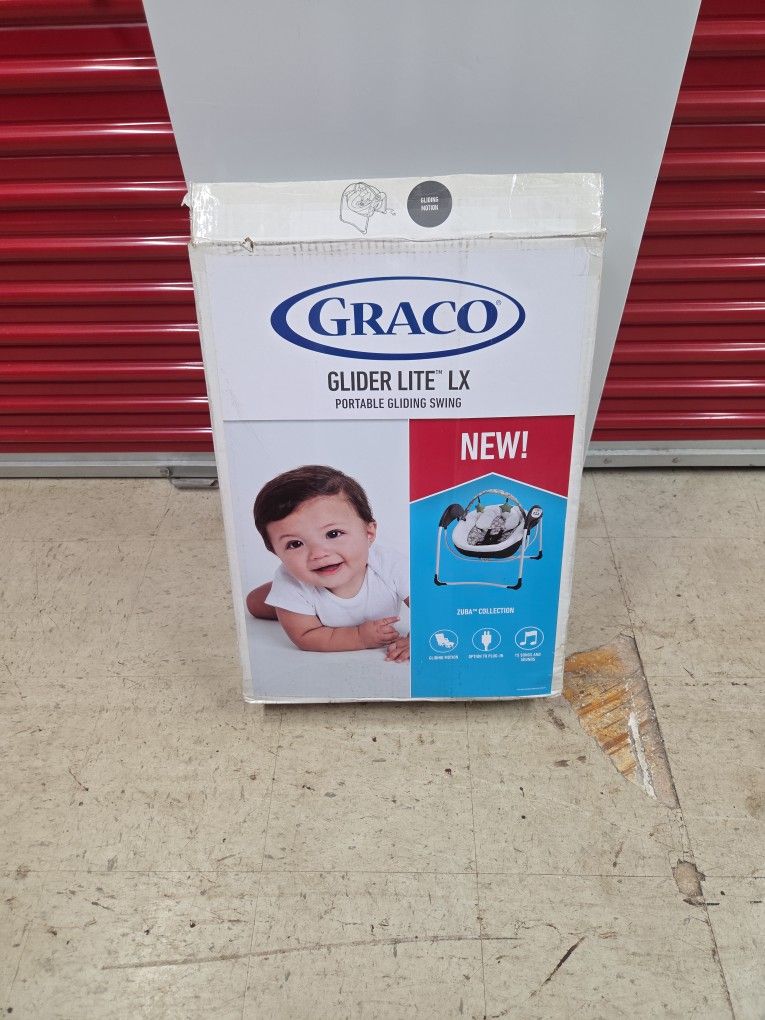 GLIDING
MOTION
GRACO®
GLIDER LITE™ LX
PORTABLE GLIDING SWING
NEW!
ZUBA™ COLLECTION
GLIDING MOTION
OPTION TO PLUG-IN
15 SONGS AND
SOUNDS